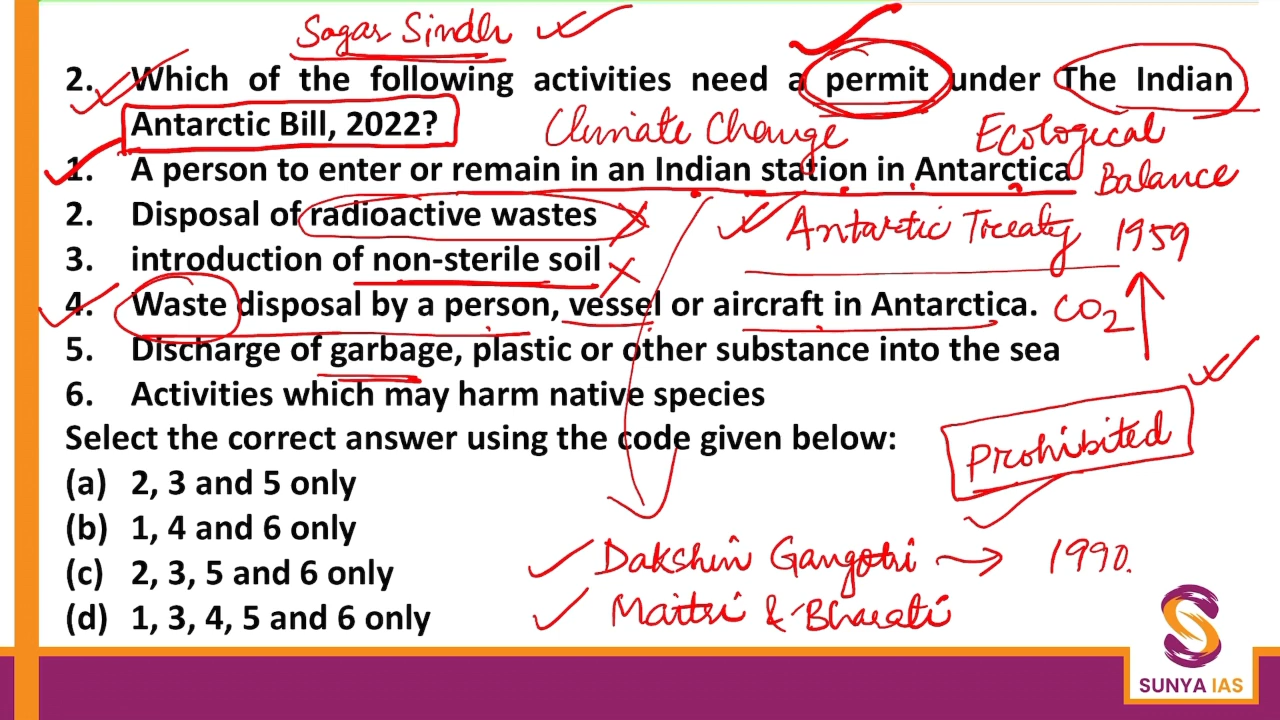 Sagar Sindh
2. Which of the following activities need a permit under The Indian
Antarctic Bill, 2022?
Climate Change
Ecological
Balance
1. A person to enter or remain in an Indian station in Antarctica
2. Disposal of radioactive wastes
Antartic Treaty 1959
3. introduction of non-sterile soil
4. Waste disposal by a person, vessel or aircraft in Antarctica.
CO2
5. Discharge of garbage, plastic or other substance into the sea
6. Activities which may harm native species
Prohibited
Select the correct answer using the code given below:
(a) 2, 3 and 5 only
(b) 1, 4 and 6 only
(c) 2, 3, 5 and 6 only
(d) 1, 3, 4, 5 and 6 only
Dakshin Gangotri → 1990.
Maitri & Bharati
SUNYA IAS